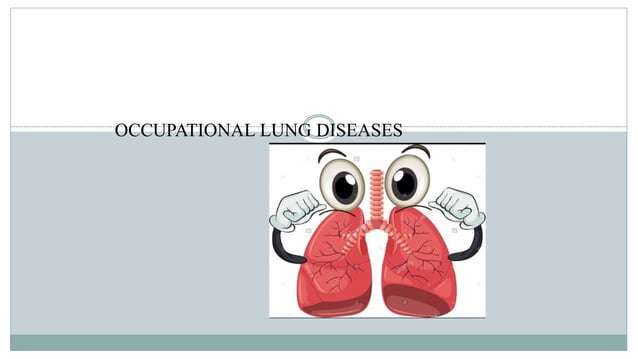 OCCUPATIONAL LUNG DISEASES